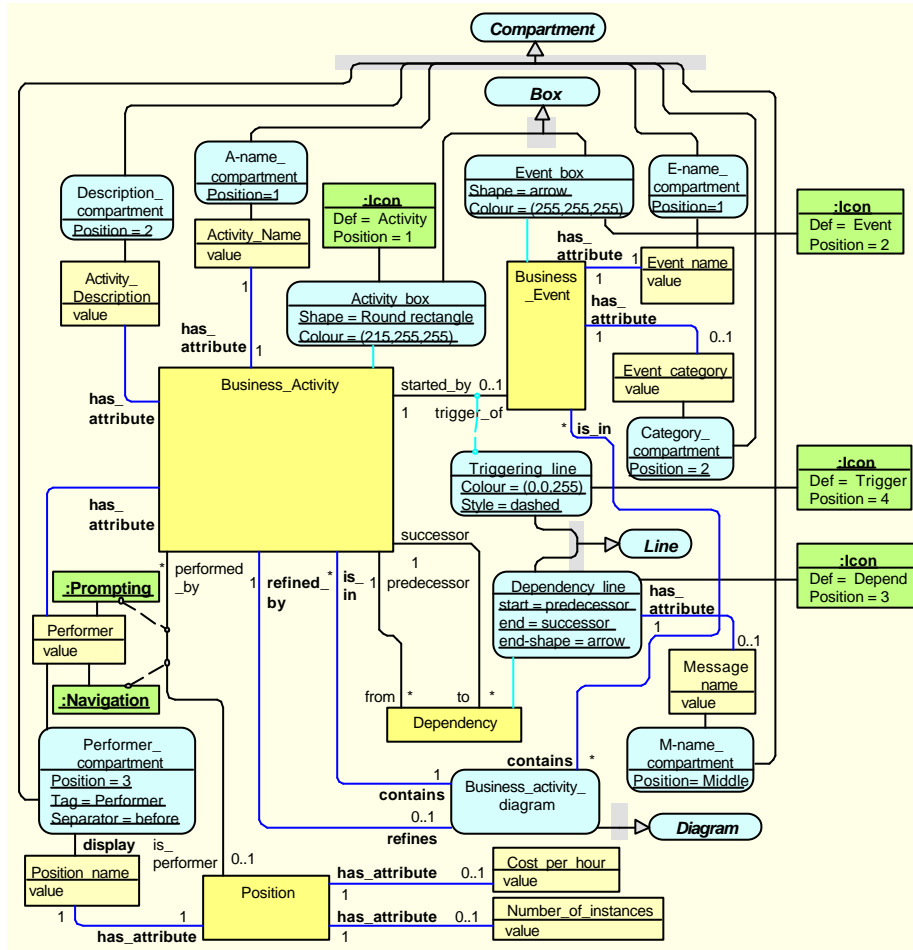 Compartment
Box
A-name_
compartment
Position=1
Event_box
Shape = arrow
Colour = (255,255,255)
E-name_
compartment
Position=1
Description_
compartment
Position = 2
:Icon
Def = Activity
Position = 1
:Icon
Def = Event
Position = 2
Activity_Name
value
has_
attribute
1
1
Event_name
value
Business
_Event
Activity_
Description
value
1
Activity_box
Shape = Round rectangle
Colour = (215,255,255)
has_
attribute
1
0..1
has_
attribute
1
Event_category
value
has_
attribute
Business_Activity
started_by
0..1
1
trigger_of
*
is_in
Category_
compartment
Position = 2
Triggering_line
Colour = (0,0,255)
Style = dashed
:Icon
Def = Trigger
Position = 4
has_
attribute
successor
1
Line
*
performed
_by
1
refined_
by
*
is_
in
1
predecessor
:Icon
Def = Depend
Position = 3
:Prompting
Dependency_line
start = predecessor
end = successor
end-shape = arrow
has_
attribute
1
0..1
Performer
value
Message
name
value
:Navigation
from
*
to
*
Dependency
Performer_
compartment
Position = 3
Tag = Performer
Separator = before
M-name_
compartment
Position= Middle
contains
*
1
contains
Business_activity_
diagram
0..1
refines
Diagram
display
is_
performer
0..1
Position_name
value
Position
has_attribute
0..1
1
Cost_per_hour
value
has_attribute
0..1
1
Number_of_instances
value
1
1
has_attribute